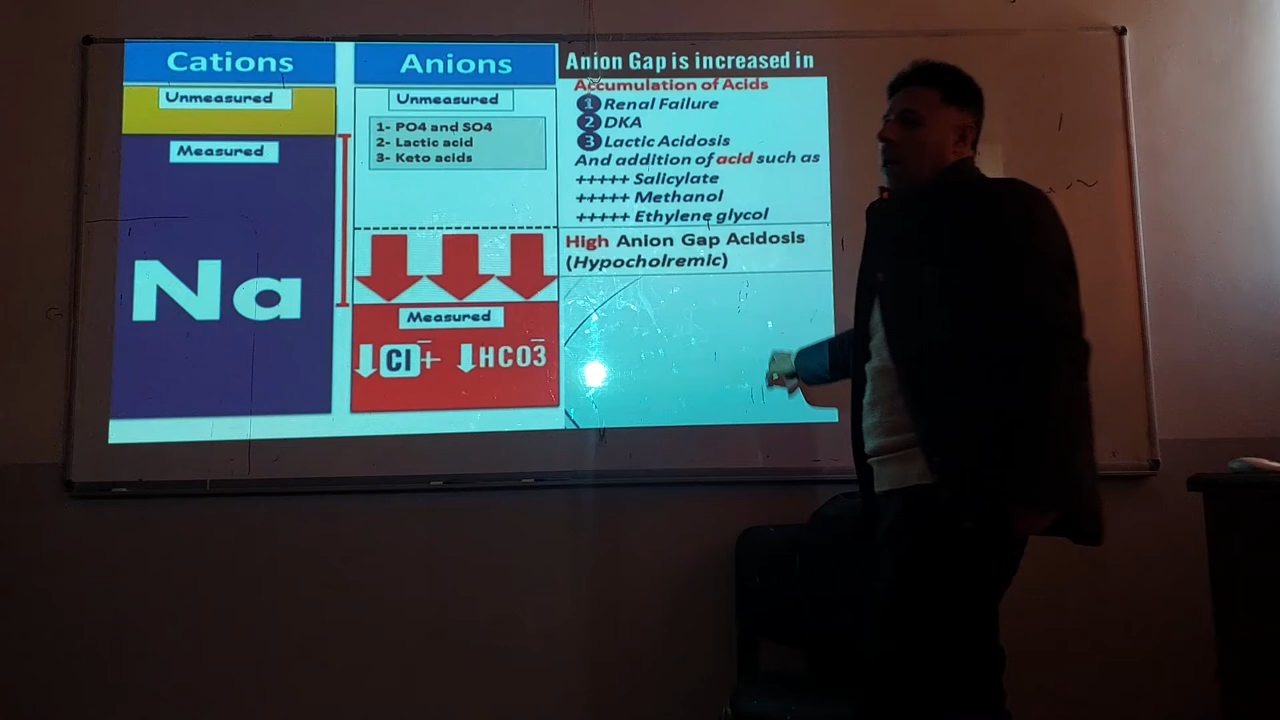 Cations
Unmeasured
Measured
Na
Anions
Unmeasured
1- PO4 and SO4
2- Lactic acid
3- Keto acids
Measured
↓Cl⁻+ ↓HCO3⁻
Anion Gap is increased in
Accumulation of Acids
1 Renal Failure
2 DKA
3 Lactic Acidosis
And addition of acid such as
+++++ Salicylate
+++++ Methanol
+++++ Ethylene glycol
High Anion Gap Acidosis
(Hypocholremic)